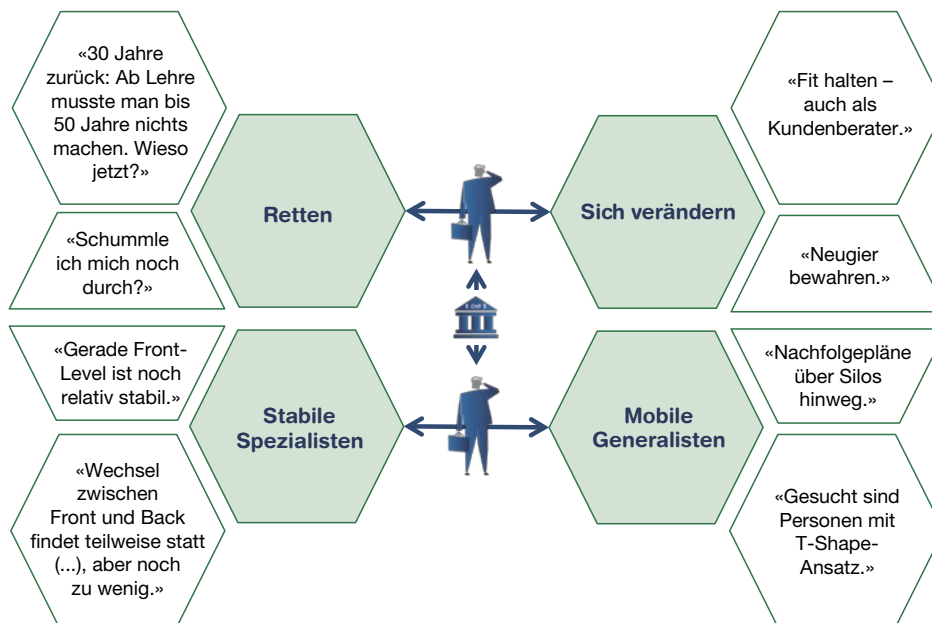 «30 Jahre
zurück: Ab Lehre
musste man bis
50 Jahre nichts
machen. Wieso
jetzt?»
«Schummle
ich mich noch
durch?»
Retten
Sich verändern
«Fit halten –
auch als
Kundenberater.»
«Neugier
bewahren.»
«Gerade Front-
Level ist noch
relativ stabil.»
«Wechsel
zwischen
Front und Back
findet teilweise statt
(...), aber noch
zu wenig.»
Stabile
Spezialisten
Mobile
Generalisten
«Nachfolgepläne
über Silos
hinweg.»
«Gesucht sind
Personen mit
T-Shape-
Ansatz.»